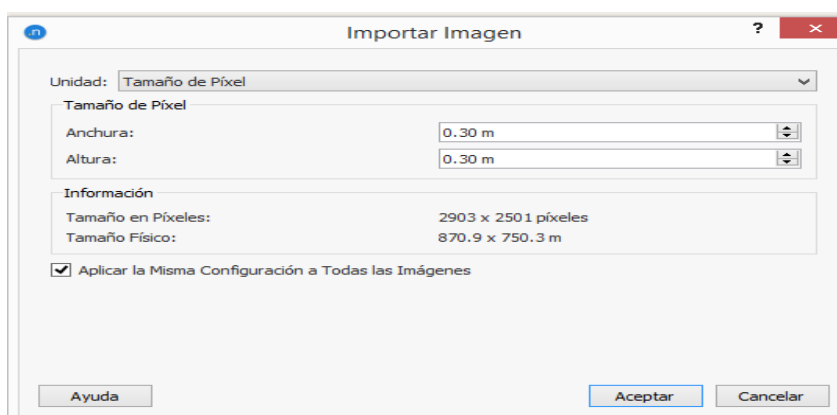 .n
Importar Imagen
?
Unidad: Tamaño de Píxel
Tamaño de Píxel
Anchura: 0.30 m
Altura: 0.30 m
Información
Tamaño en Píxeles: 2903 x 2501 píxeles
Tamaño Físico: 870.9 x 750.3 m
Aplicar la Misma Configuración a Todas las Imágenes
Ayuda Aceptar Cancelar